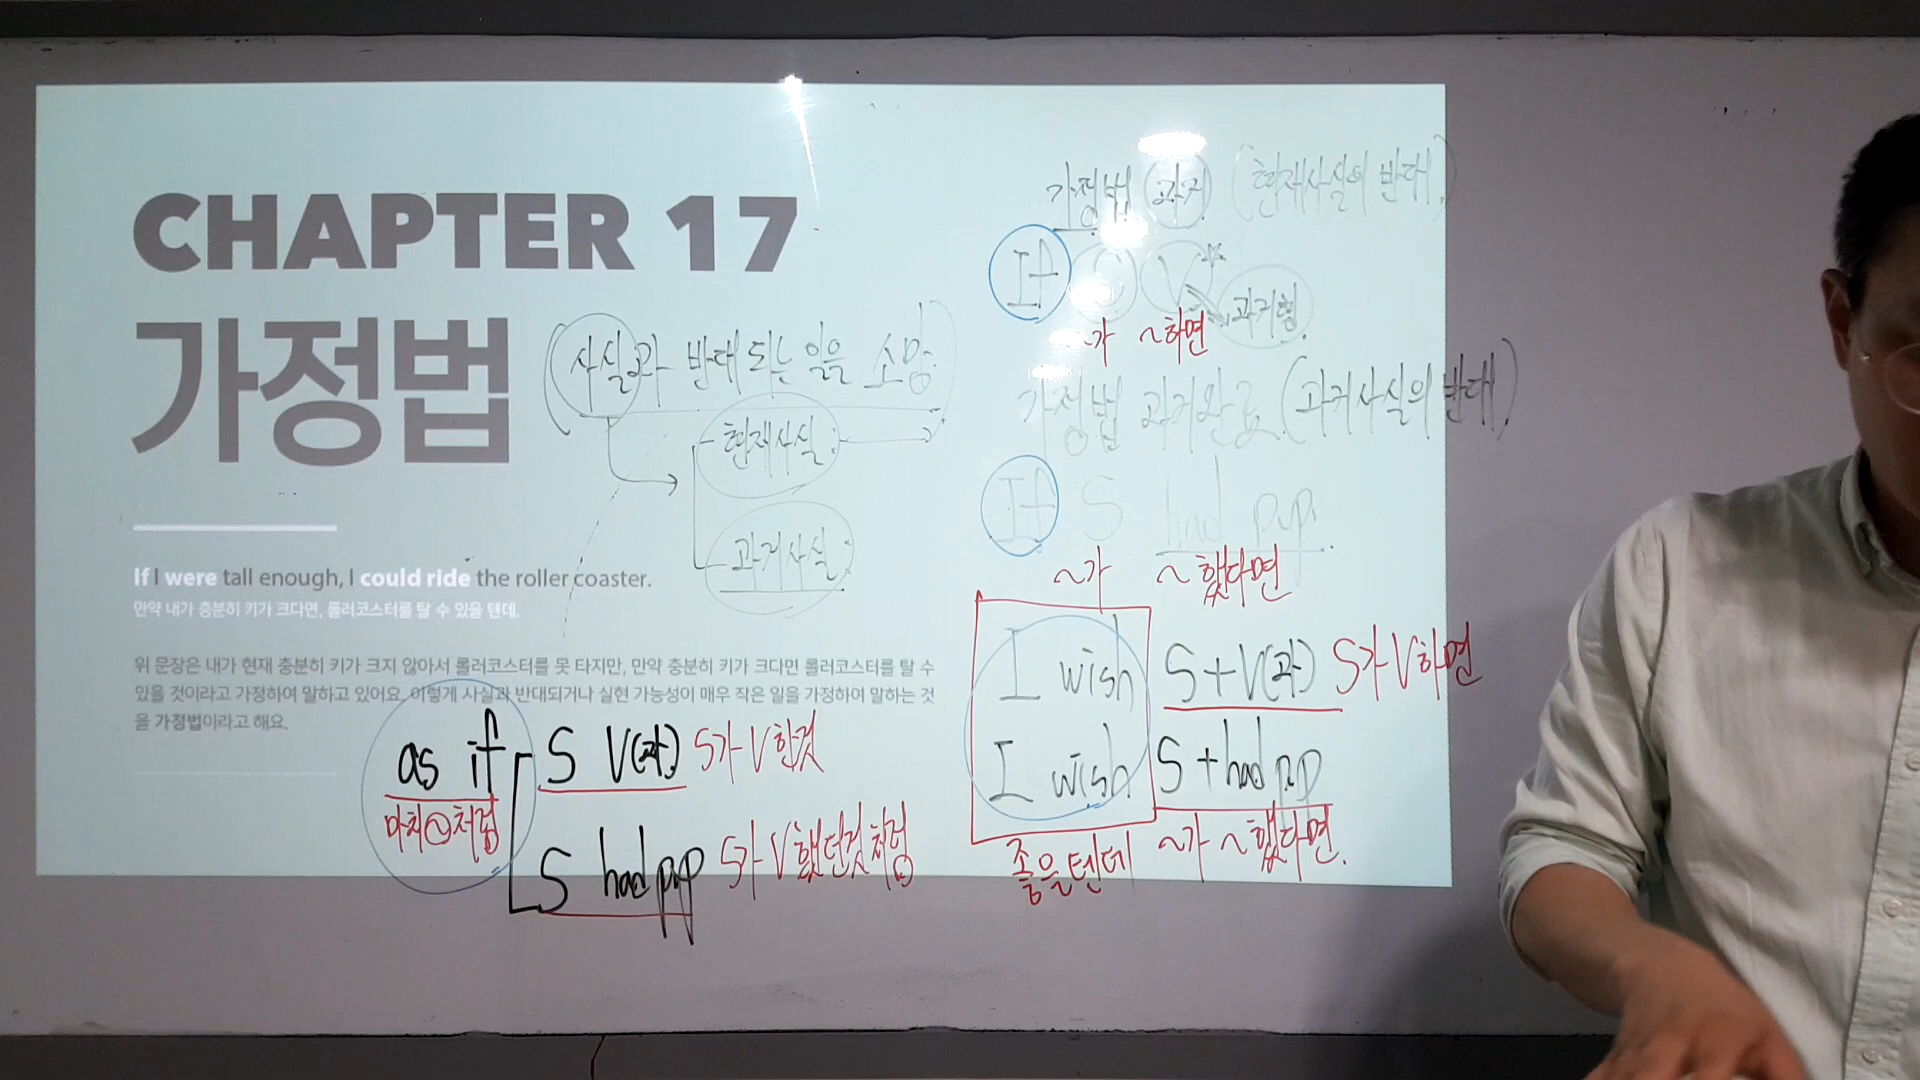 CHAPTER 17
가정법
(사실과 반대되는 일을 소망.
현재사실.
과거사실.
If I were tall enough, I could ride the roller coaster.
만약 내가 충분히 키가 크다면, 롤러코스터를 탈 수 있을 텐데.
위 문장은 내가 현재 충분히 키가 크지 않아서 롤러코스터를 못 타지만, 만약 충분히 키가 크다면 롤러코스터를 탈 수
있을 것이라고 가정하여 말하고 있어요. 이렇게 사실과 반대되거나 실현 가능성이 매우 작은 일을 가정하여 말하는 것
을 가정법이라고 해요.
as if
마치~처럼
S V(과) S가 V한것
S had p.p S가 V했던것처럼
가정법 과거 (현재사실의 반대)
If S V
과거형.
~가 ~하면
가정법 과거완료 (과거사실의 반대)
If S had p.p.
~가 ~했다면
I wish S+V(과) S가 V하면
I wish S+had p.p
좋을텐데 ~가 ~했다면.